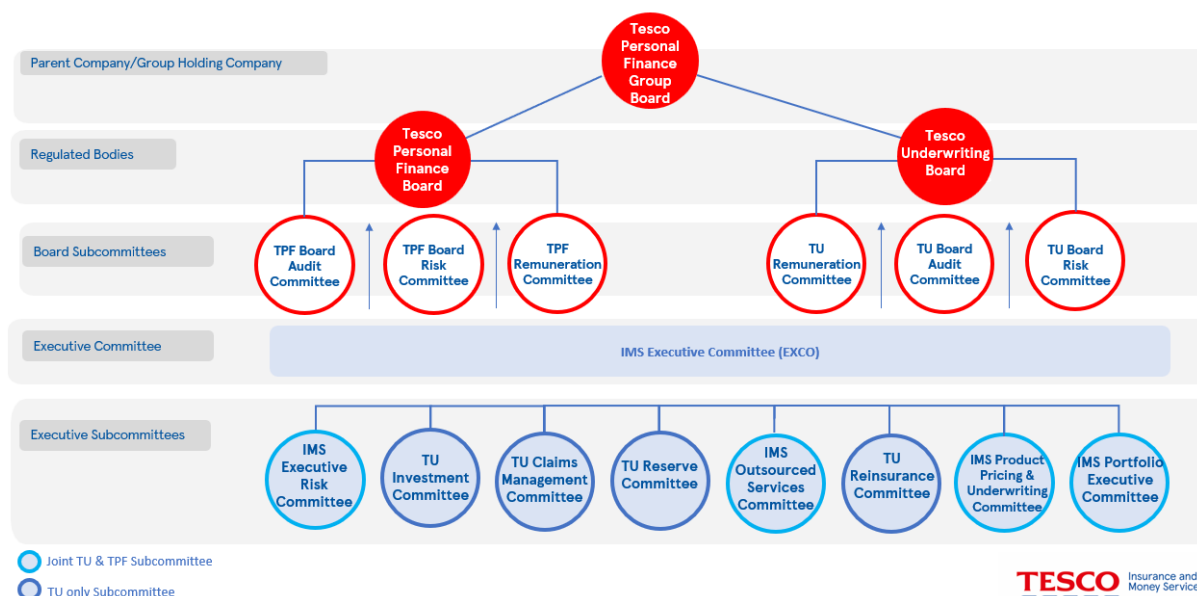 Tesco
Personal
Finance
Group
Board
Parent Company/Group Holding Company
Regulated Bodies
Tesco
Personal
Finance
Board
Tesco
Underwriting
Board
Board Subcommittees
TPF Board
Audit
Committee
TPF Board
Risk
Committee
TPF
Remuneration
Committee
TU
Remuneration
Committee
TU Board
Audit
Committee
TU Board
Risk
Committee
Executive Committee
IMS Executive Committee (EXCO)
Executive Subcommittees
IMS
Executive
Risk
Committee
TU
Investment
Committee
TU Claims
Management
Committee
TU Reserve
Committee
IMS
Outsourced
Services
Committee
TU
Reinsurance
Committee
IMS Product
Pricing &
Underwriting
Committee
IMS Portfolio
Executive
Committee
Joint TU & TPF Subcommittee
TU only Subcommittee
TESCO
Insurance and
Money Service